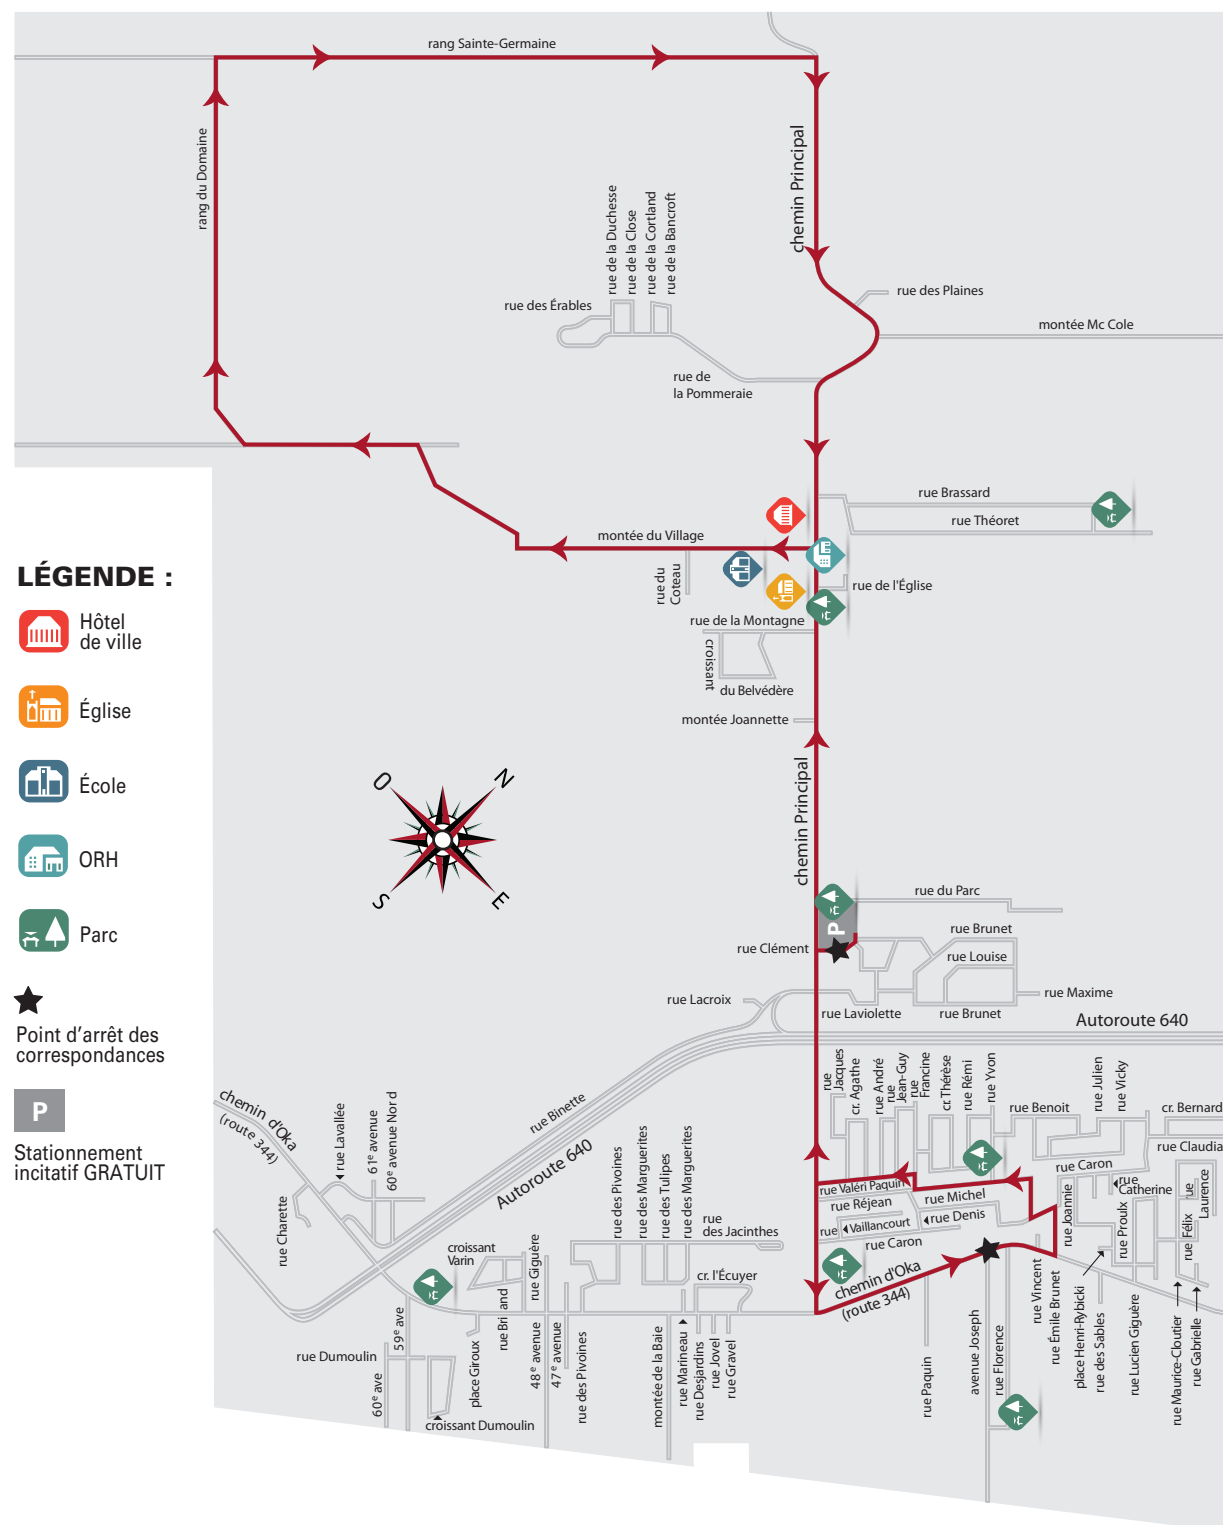 rang Sainte-Germaine
rang du Domaine
chemin Principal
rue de la Duchesse
rue de la Close
rue de la Cortland
rue de la Bancroft
rue des Érables
rue des Plaines
montée Mc Cole
rue de
la Pommeraie
rue Brassard
rue Théoret
montée du Village
rue du
Coteau
rue de l'Église
rue de la Montagne
croissant
du Belvédère
montée Joannette
chemin Principal
LÉGENDE :
Hôtel
de ville
Église
École
ORH
Parc
Point d'arrêt des
correspondances
P
Stationnement
incitatif GRATUIT
O
N
S
E
rue du Parc
P
rue Clément
rue Brunet
rue Louise
rue Maxime
rue Lacroix
rue Laviolette
rue Brunet
Autoroute 640
rue
Jacques
cr. Agathe
rue André
rue
Jean-Guy
rue
Francine
cr. Thérèse
rue Rémi
rue Yvon
rue Benoit
rue Julien
rue Vicky
cr. Bernard
rue Claudia
chemin d'Oka
(route 344)
rue Lavallée
61e avenue
60e avenue Nord
rue Binette
Autoroute 640
rue Charette
rue des Pivoines
rue des Marguerites
rue des Tulipes
rue des Marguerites
rue
des Jacinthes
croissant
Varin
rue Giguère
cr. l'Écuyer
rue Valéri Paquin
rue Réjean
rue Michel
rue
Vaillancourt
rue Denis
rue Caron
rue Caron
rue
Catherine
rue Joannie
rue Proulx
rue Félix
rue
Laurence
chemin d'Oka
(route 344)
59e ave
rue Dumoulin
60e ave
croissant Dumoulin
place Giroux
rue Briand
48e avenue
47e avenue
rue des Pivoines
montée de la Baie
rue Marineau
rue Desjardins
rue Jovel
rue Gravel
rue Paquin
avenue Joseph
rue Florence
rue Vincent
rue Émile Brunet
place Henri-Rybicki
rue des Sables
rue Lucien Giguère
rue Maurice-Cloutier
rue Gabrielle